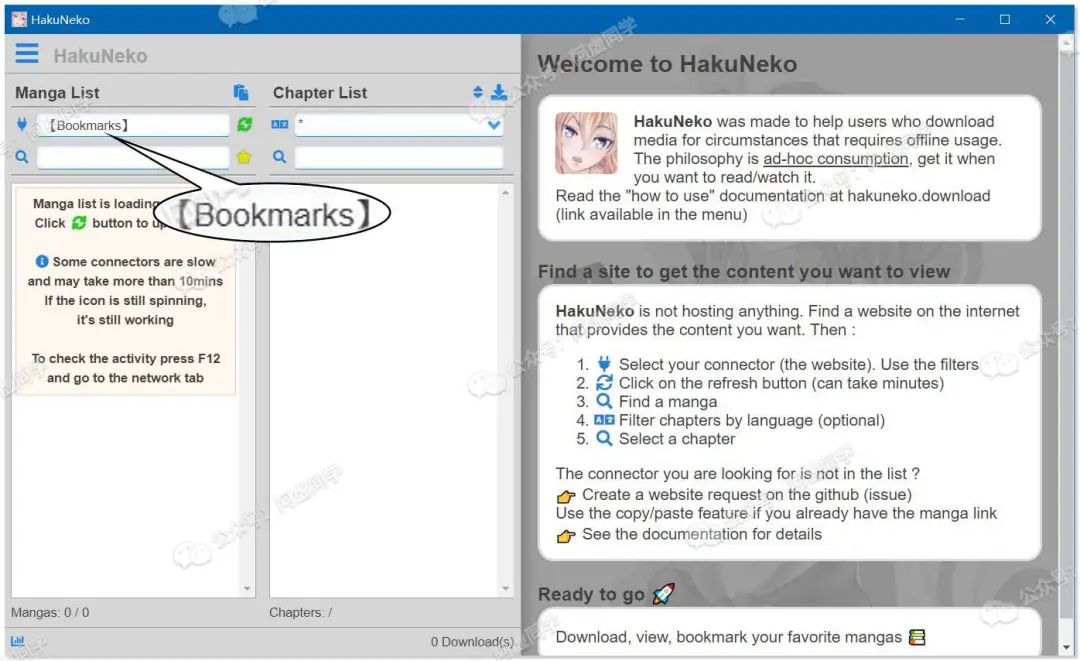 HakuNeko
HakuNeko
Manga List
Chapter List
【Bookmarks】
*
Manga list is loading
Click button to up
【Bookmarks】
Some connectors are slow
and may take more than 10mins
If the icon is still spinning,
it's still working
To check the activity press F12
and go to the network tab
Mangas: 0 / 0
Chapters: /
0 Download(s)
Welcome to HakuNeko
HakuNeko was made to help users who download
media for circumstances that requires offline usage.
The philosophy is ad-hoc consumption, get it when
you want to read/watch it.
Read the "how to use" documentation at hakuneko.download
(link available in the menu)
Find a site to get the content you want to view
HakuNeko is not hosting anything. Find a website on the internet
that provides the content you want. Then :
1. Select your connector (the website). Use the filters
2. Click on the refresh button (can take minutes)
3. Find a manga
4. Filter chapters by language (optional)
5. Select a chapter
The connector you are looking for is not in the list ?
Create a website request on the github (issue)
Use the copy/paste feature if you already have the manga link
See the documentation for details
Ready to go
Download, view, bookmark your favorite mangas
公众号：阿虚同学